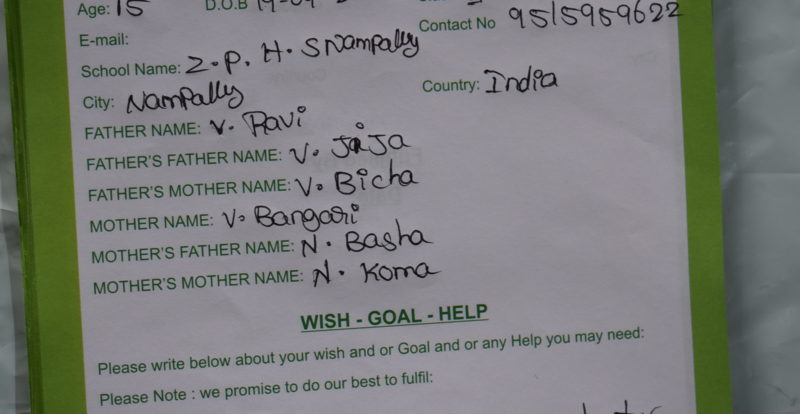 Age: 15 D.O.B 19-09
Contact No 9515959622
E-mail:
School Name: Z.P.H.S Nampally
City: Nampally Country: India
FATHER NAME: V. Ravi
FATHER'S FATHER NAME: V. JaJa
FATHER'S MOTHER NAME: V. Bicha
MOTHER NAME: V. Bangari
MOTHER'S FATHER NAME: N. Basha
MOTHER'S MOTHER NAME: N. Koma
WISH - GOAL - HELP
Please write below about your wish and or Goal and or any Help you may need:
Please Note : we promise to do our best to fulfil: